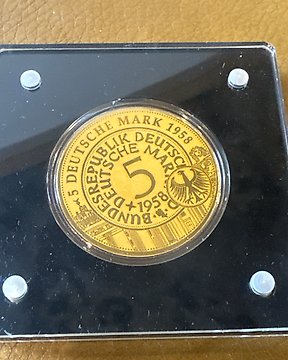 5 DEUTSCHE MARK 1958
BUNDESREPUBLIK DEUTSCHLAND
5
DEUTSCHE MARK
1958